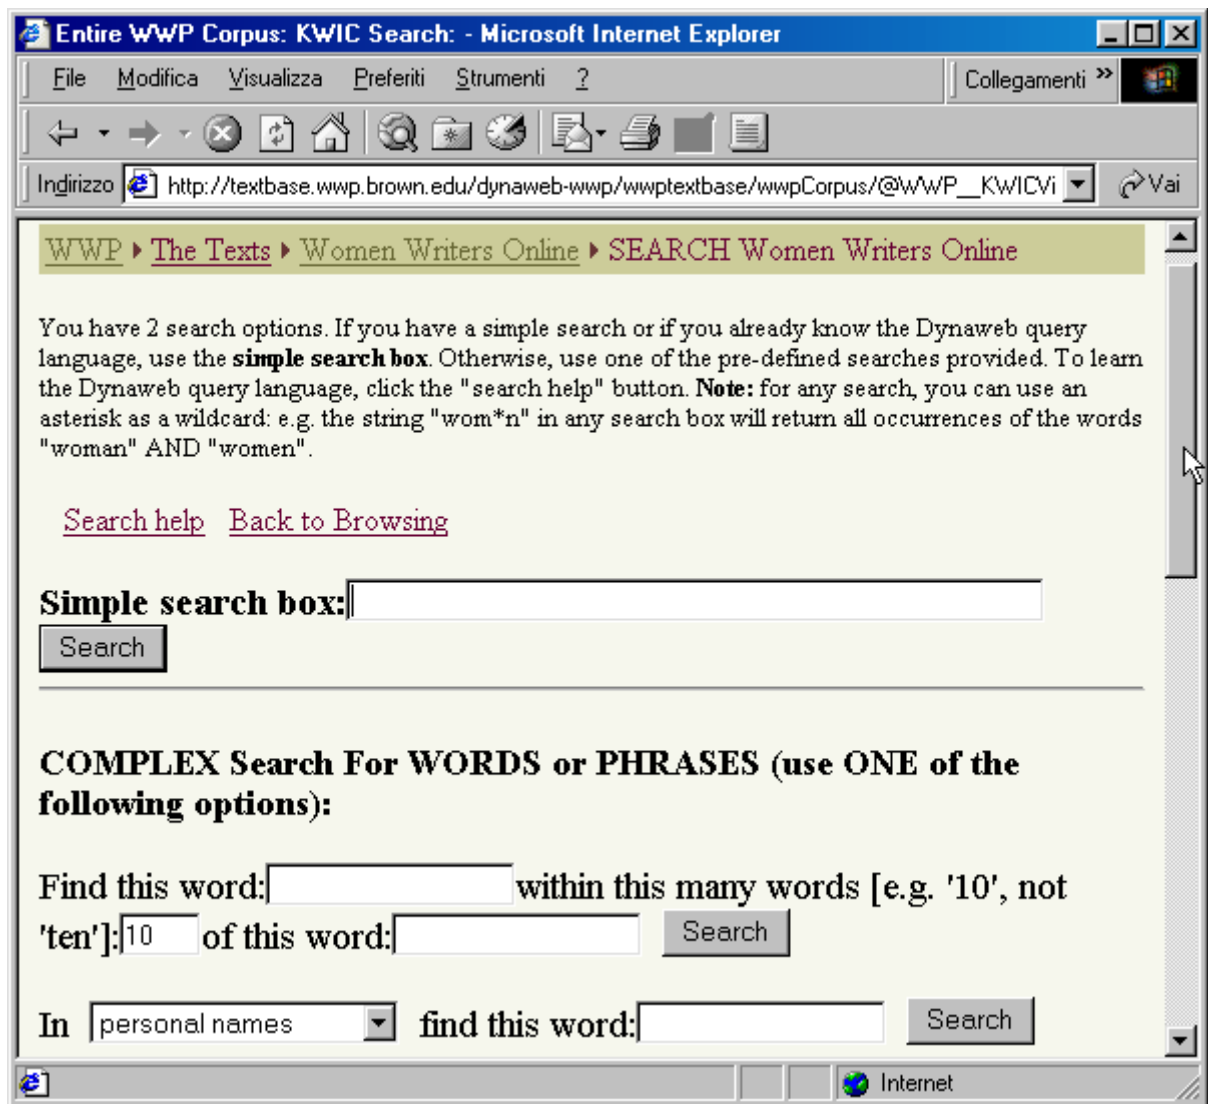 Entire WWP Corpus: KWIC Search: - Microsoft Internet Explorer
File Modifica Visualizza Preferiti Strumenti ? Collegamenti »
Indirizzo http://textbase.wwp.brown.edu/dynaweb-wwp/wwptextbase/wwpCorpus/@WWP__KWICVi Vai
WWP The Texts Women Writers Online SEARCH Women Writers Online
You have 2 search options. If you have a simple search or if you already know the Dynaweb query
language, use the simple search box. Otherwise, use one of the pre-defined searches provided. To learn
the Dynaweb query language, click the "search help" button. Note: for any search, you can use an
asterisk as a wildcard: e.g. the string "wom*n" in any search box will return all occurrences of the words
"woman" AND "women".
Search help Back to Browsing
Simple search box:
Search
COMPLEX Search For WORDS or PHRASES (use ONE of the
following options):
Find this word: within this many words [e.g. '10', not
'ten']: 10 of this word: Search
In personal names find this word: Search
Internet